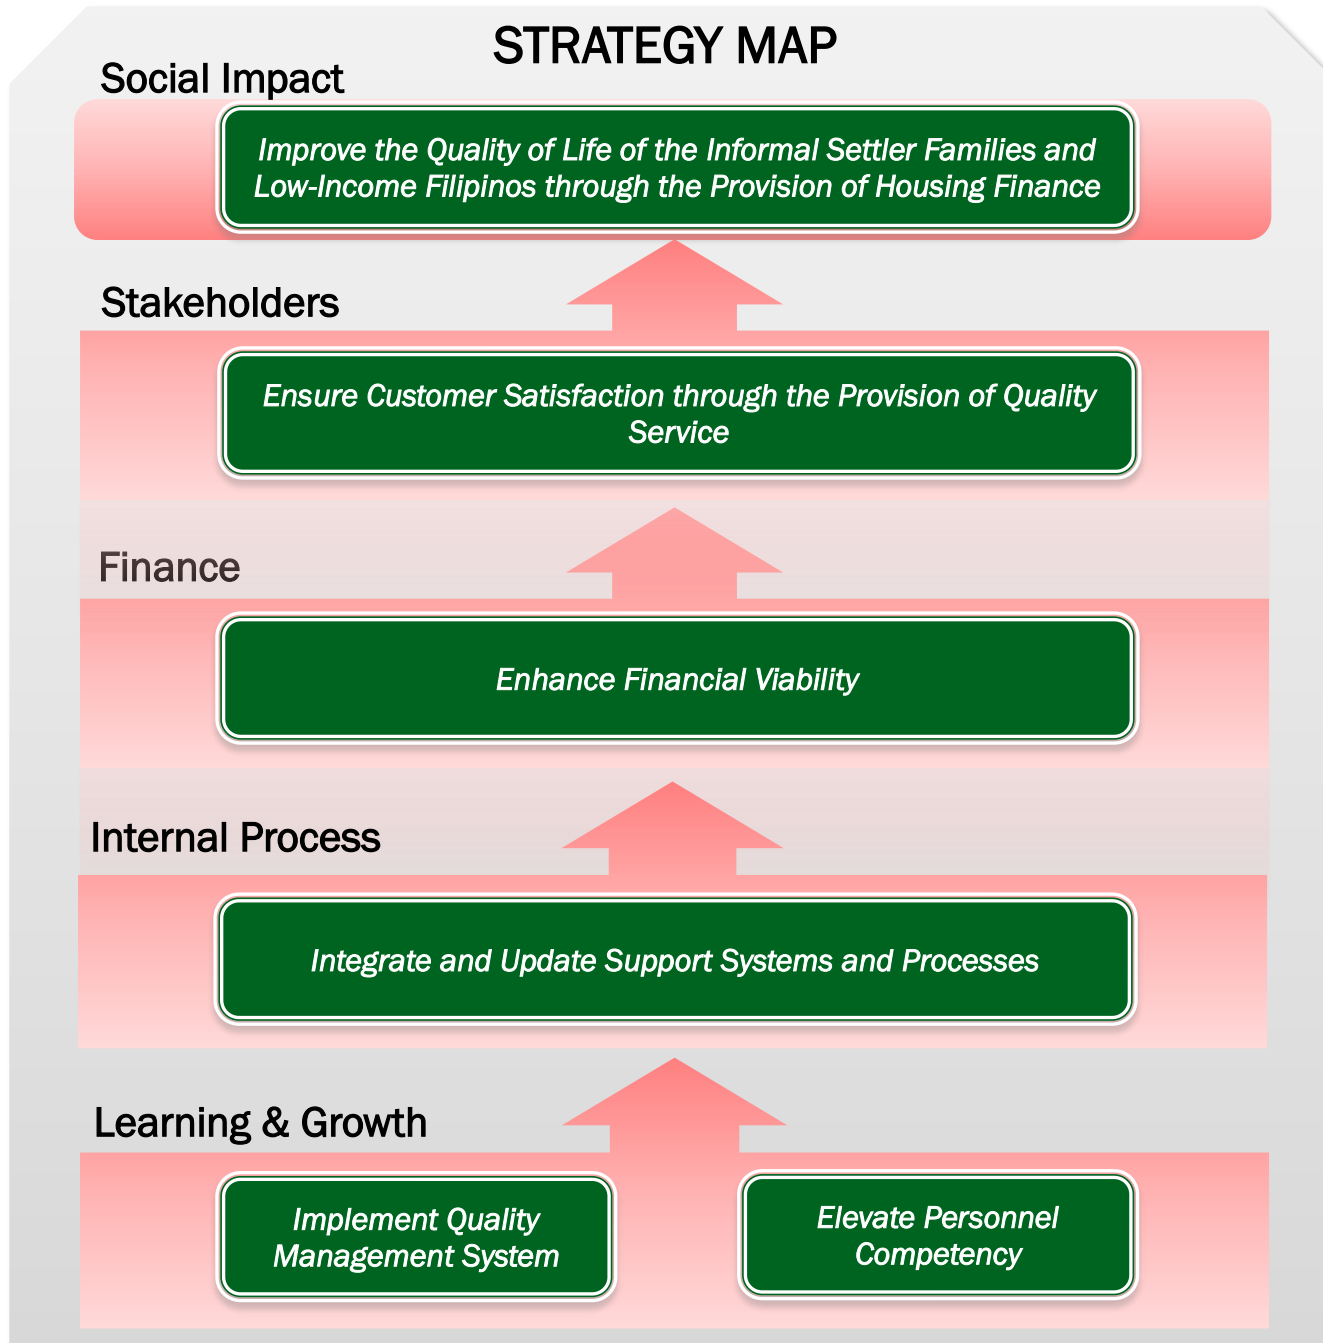 STRATEGY MAP
Social Impact
Improve the Quality of Life of the Informal Settler Families and
Low-Income Filipinos through the Provision of Housing Finance
Stakeholders
Ensure Customer Satisfaction through the Provision of Quality
Service
Finance
Enhance Financial Viability
Internal Process
Integrate and Update Support Systems and Processes
Learning & Growth
Implement Quality
Management System
Elevate Personnel
Competency